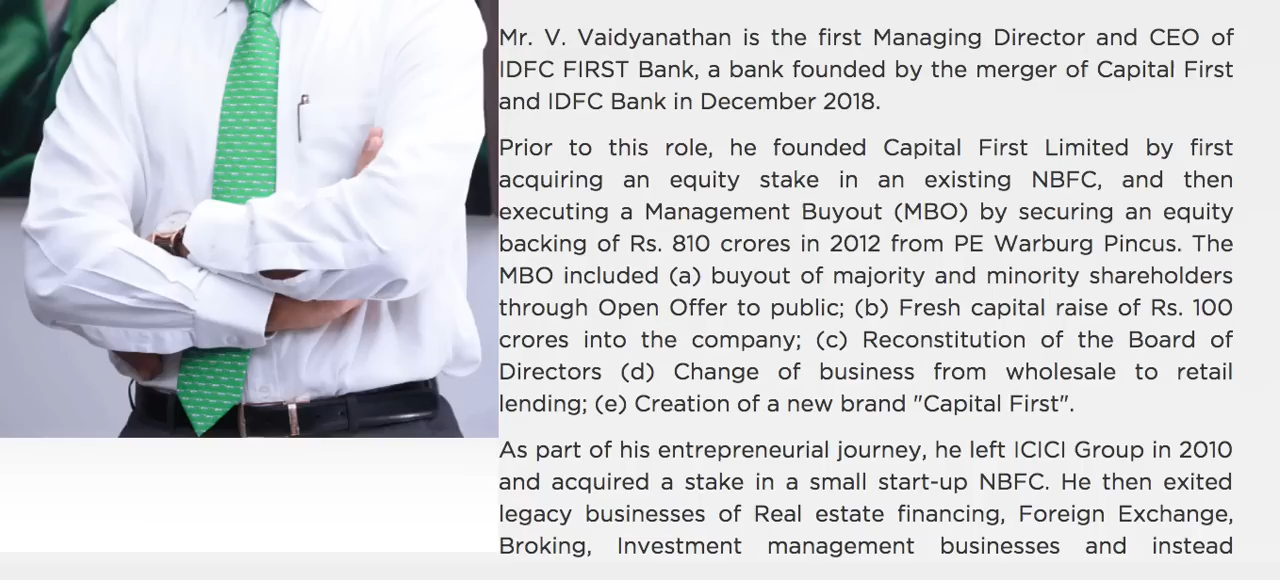 Mr. V. Vaidyanathan is the first Managing Director and CEO of
IDFC FIRST Bank, a bank founded by the merger of Capital First
and IDFC Bank in December 2018.
Prior to this role, he founded Capital First Limited by first
acquiring an equity stake in an existing NBFC, and then
executing a Management Buyout (MBO) by securing an equity
backing of Rs. 810 crores in 2012 from PE Warburg Pincus. The
MBO included (a) buyout of majority and minority shareholders
through Open Offer to public; (b) Fresh capital raise of Rs. 100
crores into the company; (c) Reconstitution of the Board of
Directors (d) Change of business from wholesale to retail
lending; (e) Creation of a new brand "Capital First".
As part of his entrepreneurial journey, he left ICICI Group in 2010
and acquired a stake in a small start-up NBFC. He then exited
legacy businesses of Real estate financing, Foreign Exchange,
Broking, Investment management businesses and instead